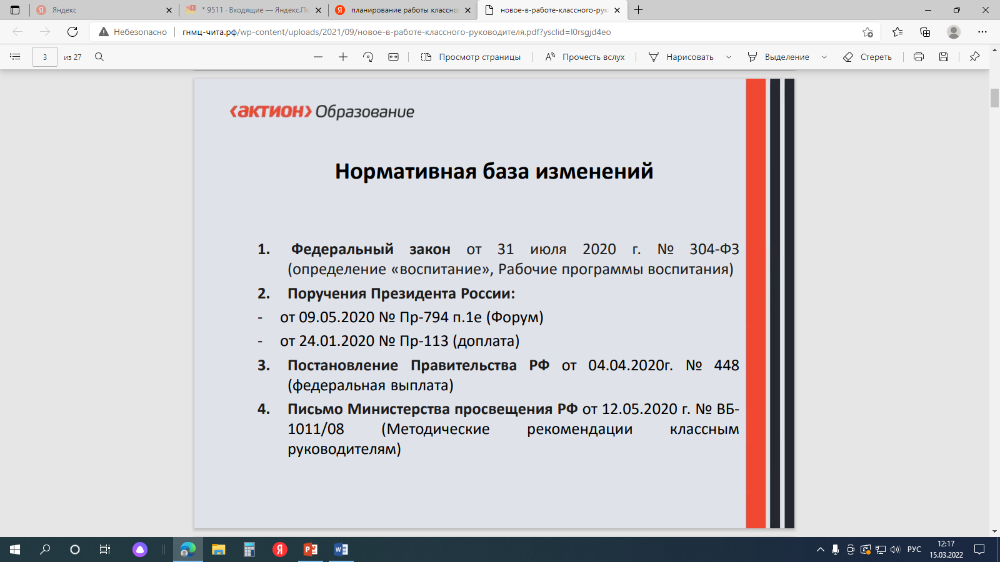 Яндекс
* 9511 · Входящие — Яндекс.По
планирование работы классног
новое-в-работе-классного-рук
Небезопасно
гнмц-чита.рф/wp-content/uploads/2021/09/новое-в-работе-классного-руководителя.pdf?ysclid=l0rsgjd4eo
3 из 27
Просмотр страницы
Прочесть вслух
Нарисовать
Выделение
Стереть
‹актион› Образование
Нормативная база изменений
1. Федеральный закон от 31 июля 2020 г. № 304-ФЗ
(определение «воспитание», Рабочие программы воспитания)
2. Поручения Президента России:
- от 09.05.2020 № Пр-794 п.1е (Форум)
- от 24.01.2020 № Пр-113 (доплата)
3. Постановление Правительства РФ от 04.04.2020г. № 448
(федеральная выплата)
4. Письмо Министерства просвещения РФ от 12.05.2020 г. № ВБ-
1011/08 (Методические рекомендации классным
руководителям)
РУС
12:17
15.03.2022